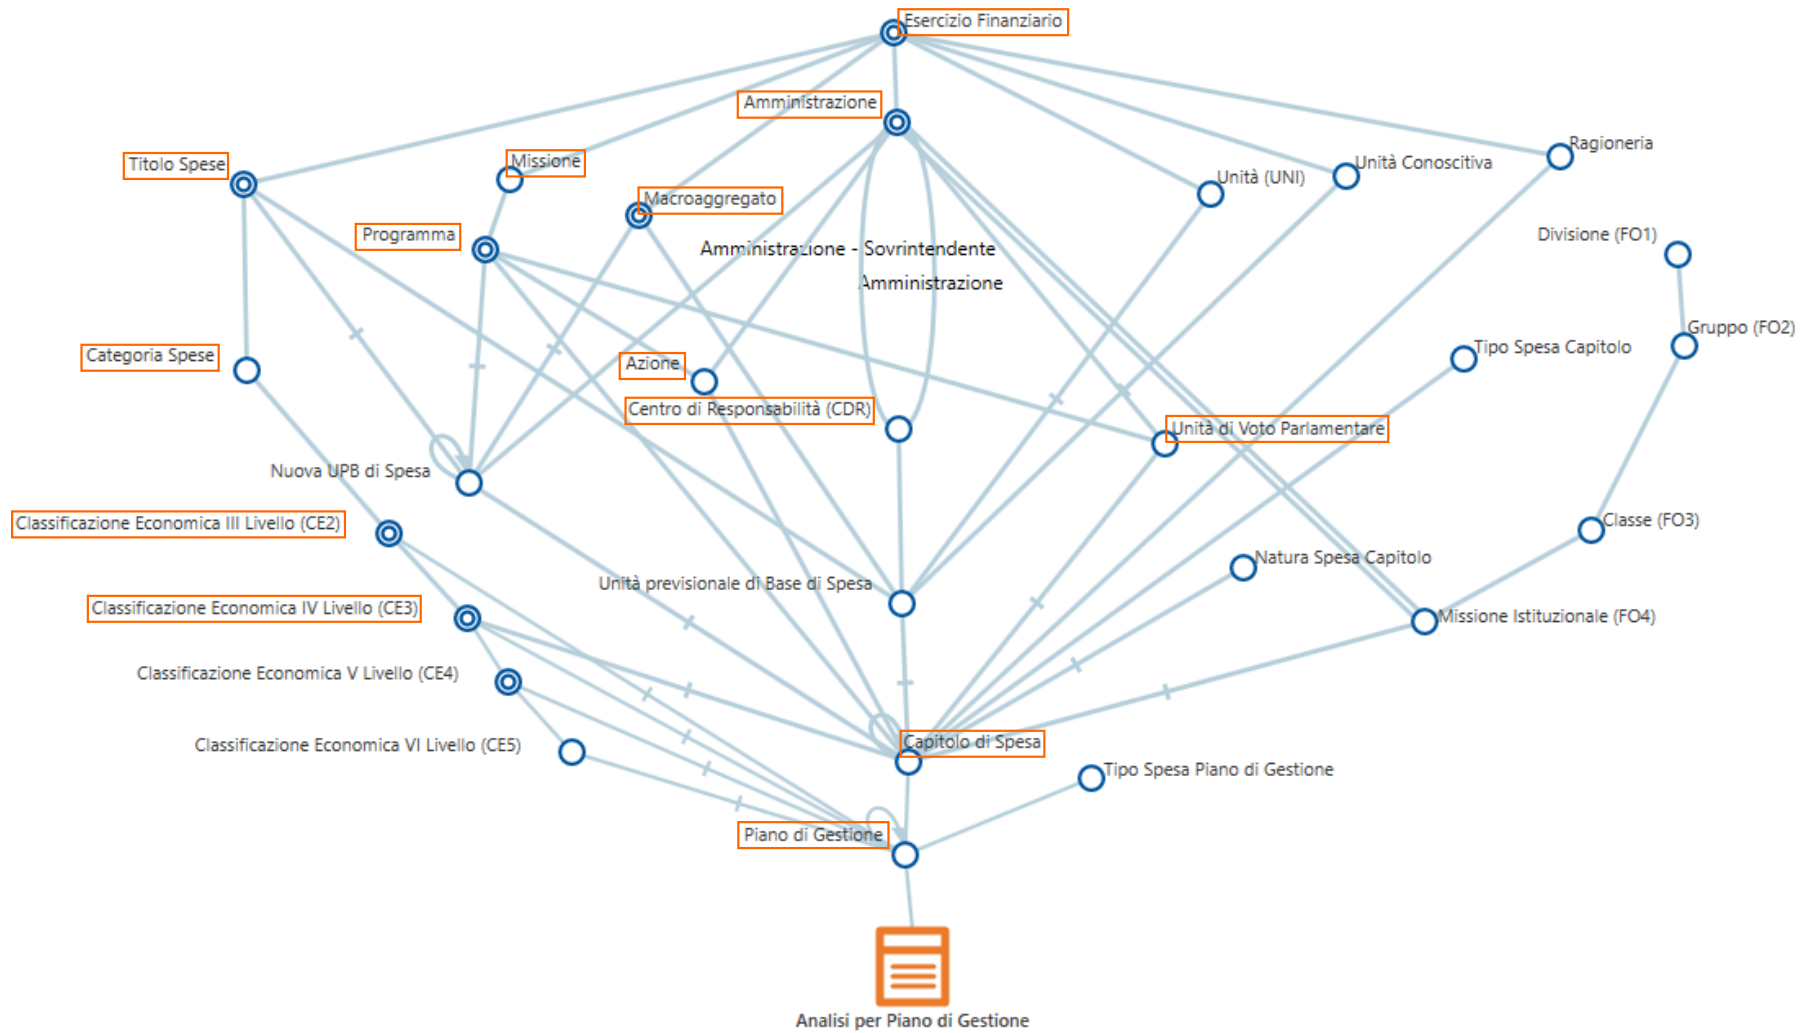 Esercizio Finanziario
Amministrazione
Ragioneria
Titolo Spese
Missione
Unità Conoscitiva
Unità (UNI)
Macroaggregato
Programma
Divisione (FO1)
Amministrazione - Sovrintendente
Amministrazione
Gruppo (FO2)
Categoria Spese
Tipo Spesa Capitolo
Azione
Centro di Responsabilità (CDR)
Unità di Voto Parlamentare
Nuova UPB di Spesa
Classificazione Economica III Livello (CE2)
Classe (FO3)
Natura Spesa Capitolo
Unità previsionale di Base di Spesa
Classificazione Economica IV Livello (CE3)
Missione Istituzionale (FO4)
Classificazione Economica V Livello (CE4)
Classificazione Economica VI Livello (CE5)
Capitolo di Spesa
Tipo Spesa Piano di Gestione
Piano di Gestione
Analisi per Piano di Gestione